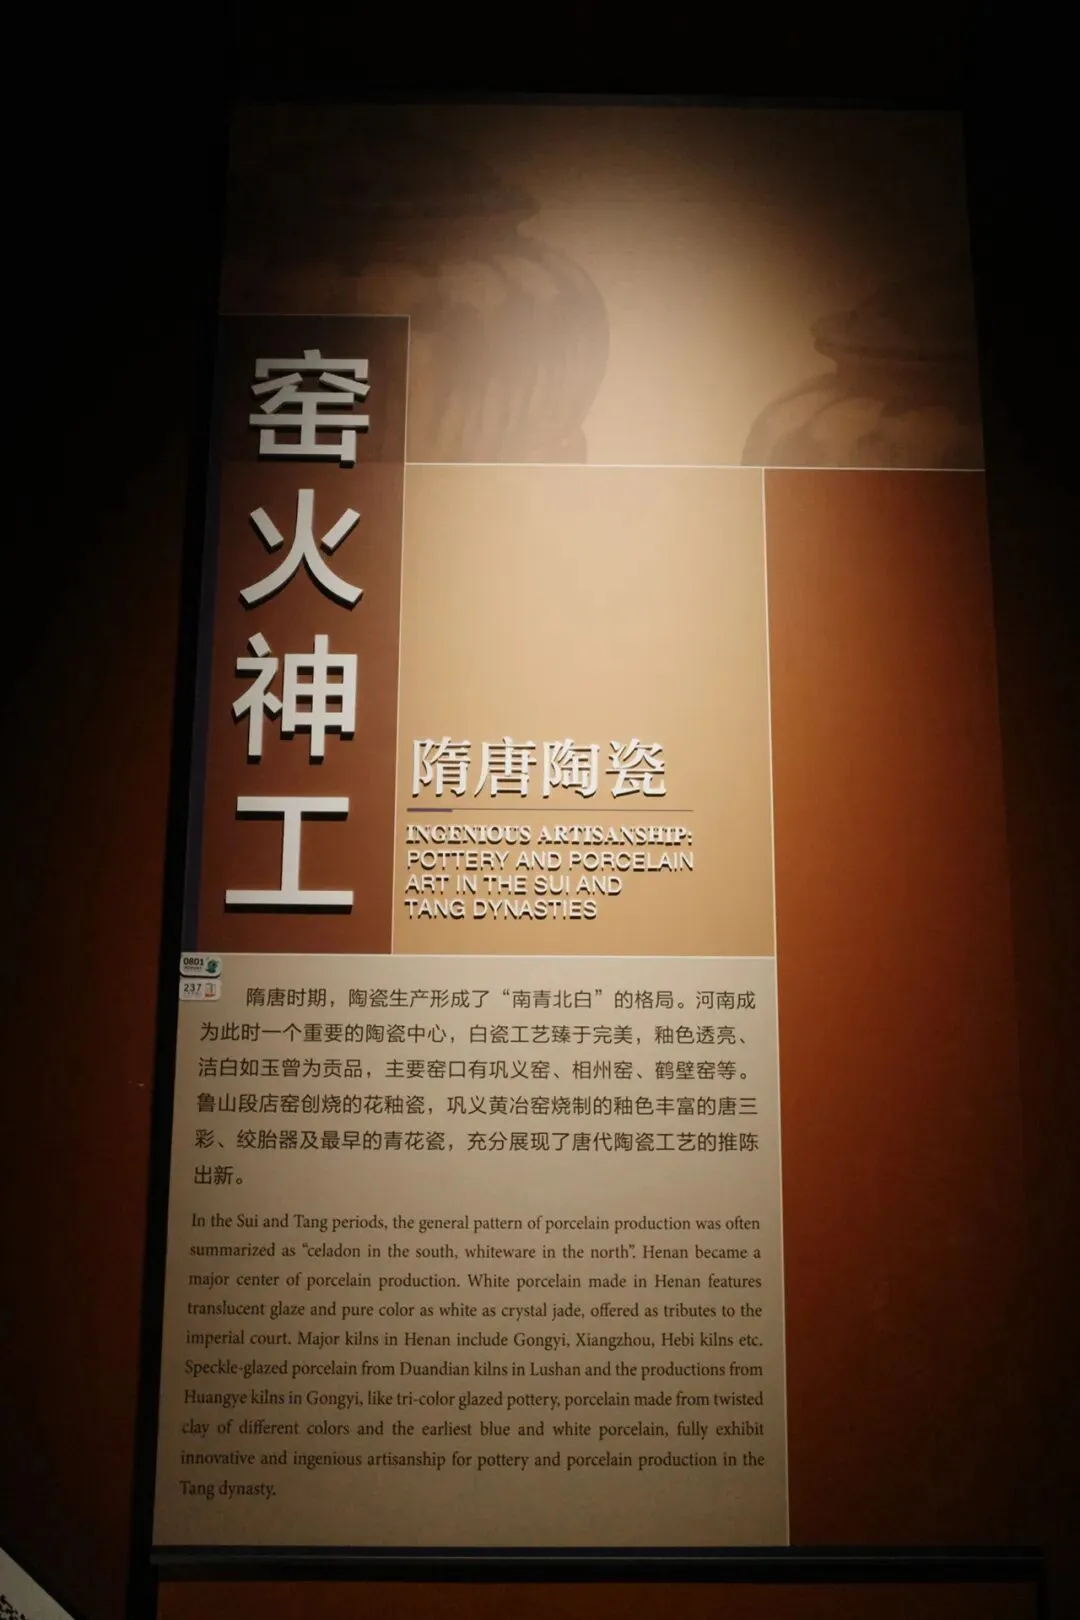 窑火神工
隋唐陶瓷
INGENIOUS ARTISANSHIP:
POTTERY AND PORCELAIN
ART IN THE SUI AND
TANG DYNASTIES
0801
237
隋唐时期，陶瓷生产形成了“南青北白”的格局。河南成
为此时一个重要的陶瓷中心，白瓷工艺臻于完美，釉色透亮、
洁白如玉曾为贡品，主要窑口有巩义窑、相州窑、鹤壁窑等。
鲁山段店窑创烧的花釉瓷，巩义黄冶窑烧制的釉色丰富的唐三
彩、绞胎器及最早的青花瓷，充分展现了唐代陶瓷工艺的推陈
出新。
In the Sui and Tang periods, the general pattern of porcelain production was often
summarized as “celadon in the south, whiteware in the north”. Henan became a
major center of porcelain production. White porcelain made in Henan features
translucent glaze and pure color as white as crystal jade, offered as tributes to the
imperial court. Major kilns in Henan include Gongyi, Xiangzhou, Hebi kilns etc.
Speckle-glazed porcelain from Duandian kilns in Lushan and the productions from
Huangye kilns in Gongyi, like tri-color glazed pottery, porcelain made from twisted
clay of different colors and the earliest blue and white porcelain, fully exhibit
innovative and ingenious artisanship for pottery and porcelain production in the
Tang dynasty.